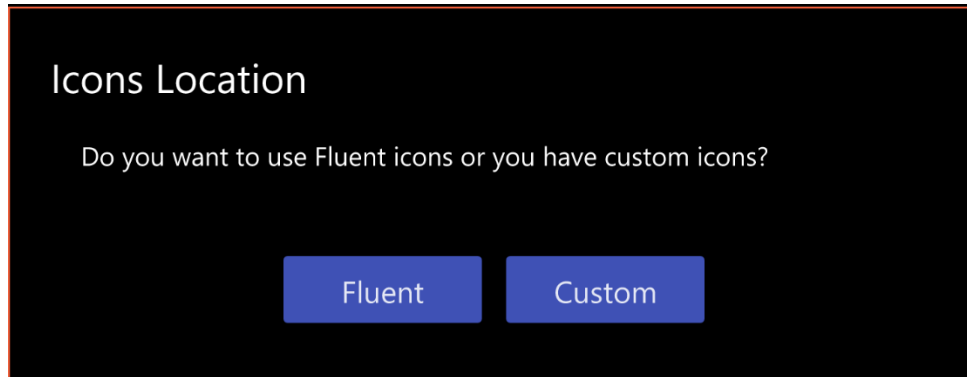 Icons Location
Do you want to use Fluent icons or you have custom icons?
Fluent
Custom